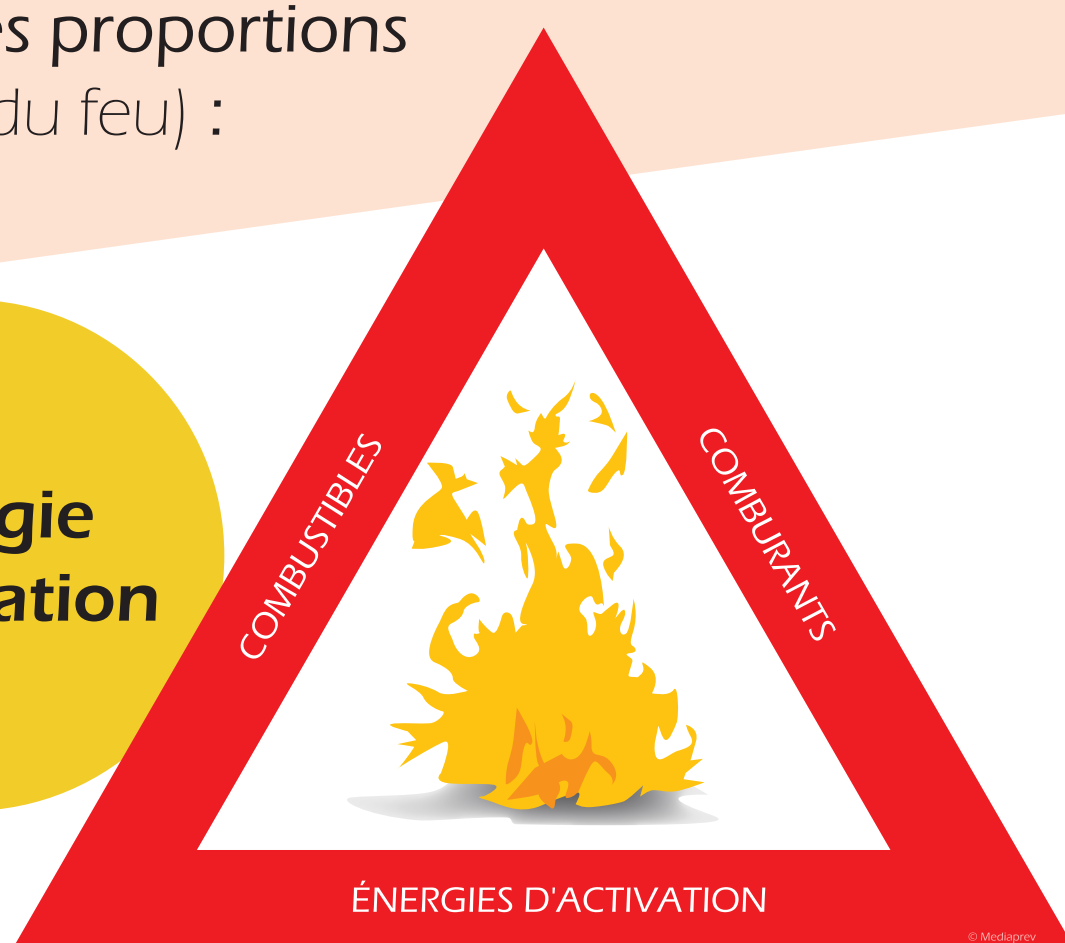 es proportions
du feu) :
gie
ation
COMBUSTIBLES
COMBURANTS
ÉNERGIES D'ACTIVATION
© Mediaprev